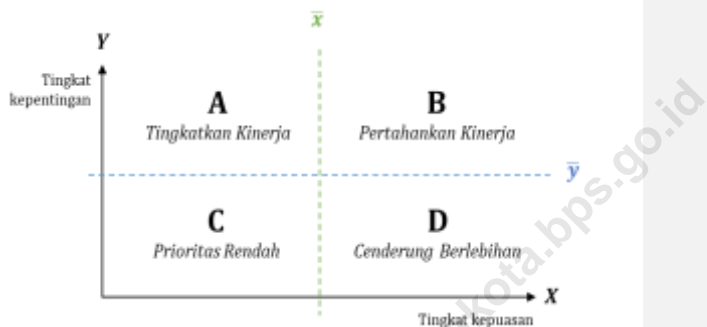 x̅
Y
Tingkat
kepentingan
A
Tingkatkan Kinerja
B
Pertahankan Kinerja
y̅
C
Prioritas Rendah
D
Cenderung Berlebihan
X
Tingkat kepuasan
kota.bps.go.id